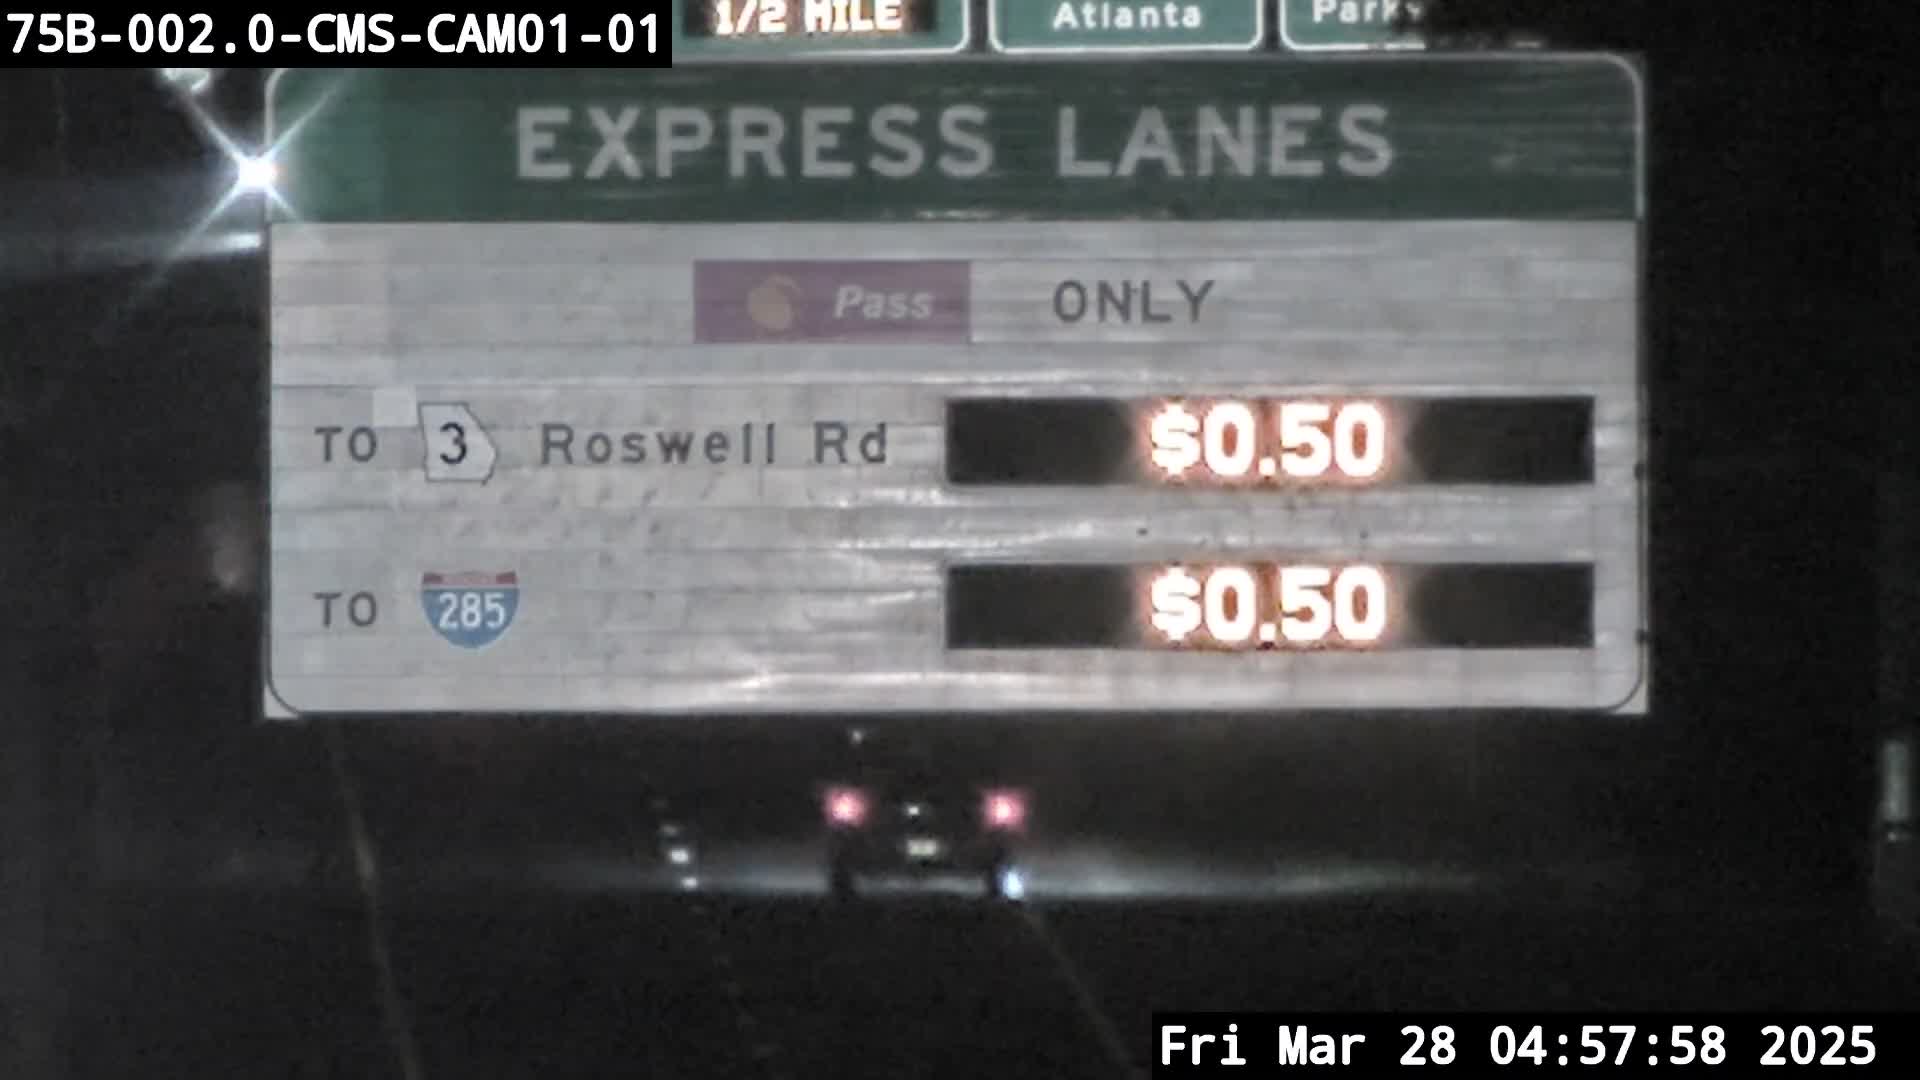 75B-002.0-CMS-CAM01-01
1/2 MILE
Atlanta
EXPRESS LANES
Pass ONLY
TO 3 Roswell Rd $0.50
TO 285 $0.50
Fri Mar 28 04:57:58 2025